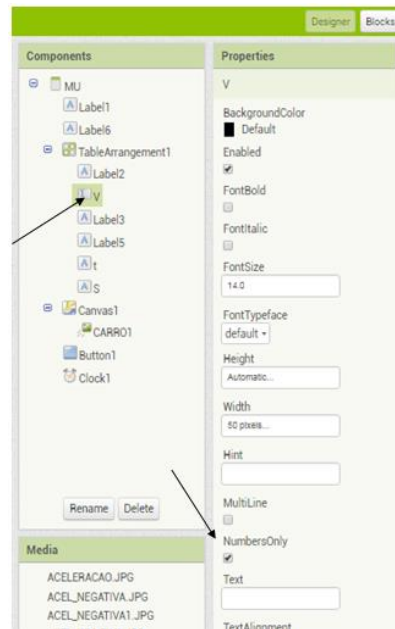 Designer Blocks
Components
MU
Label1
Label6
TableArrangement1
Label2
V
Label3
Label5
t
S
Canvas1
CARRO1
Button1
Clock1
Rename Delete
Media
ACELERACAO.JPG
ACEL_NEGATIVA.JPG
ACEL_NEGATIVA1.JPG
Properties
V
BackgroundColor
Default
Enabled
FontBold
FontItalic
FontSize
14.0
FontTypeface
default
Height
Automatic...
Width
50 pixels...
Hint
MultiLine
NumbersOnly
Text
TextAlignment